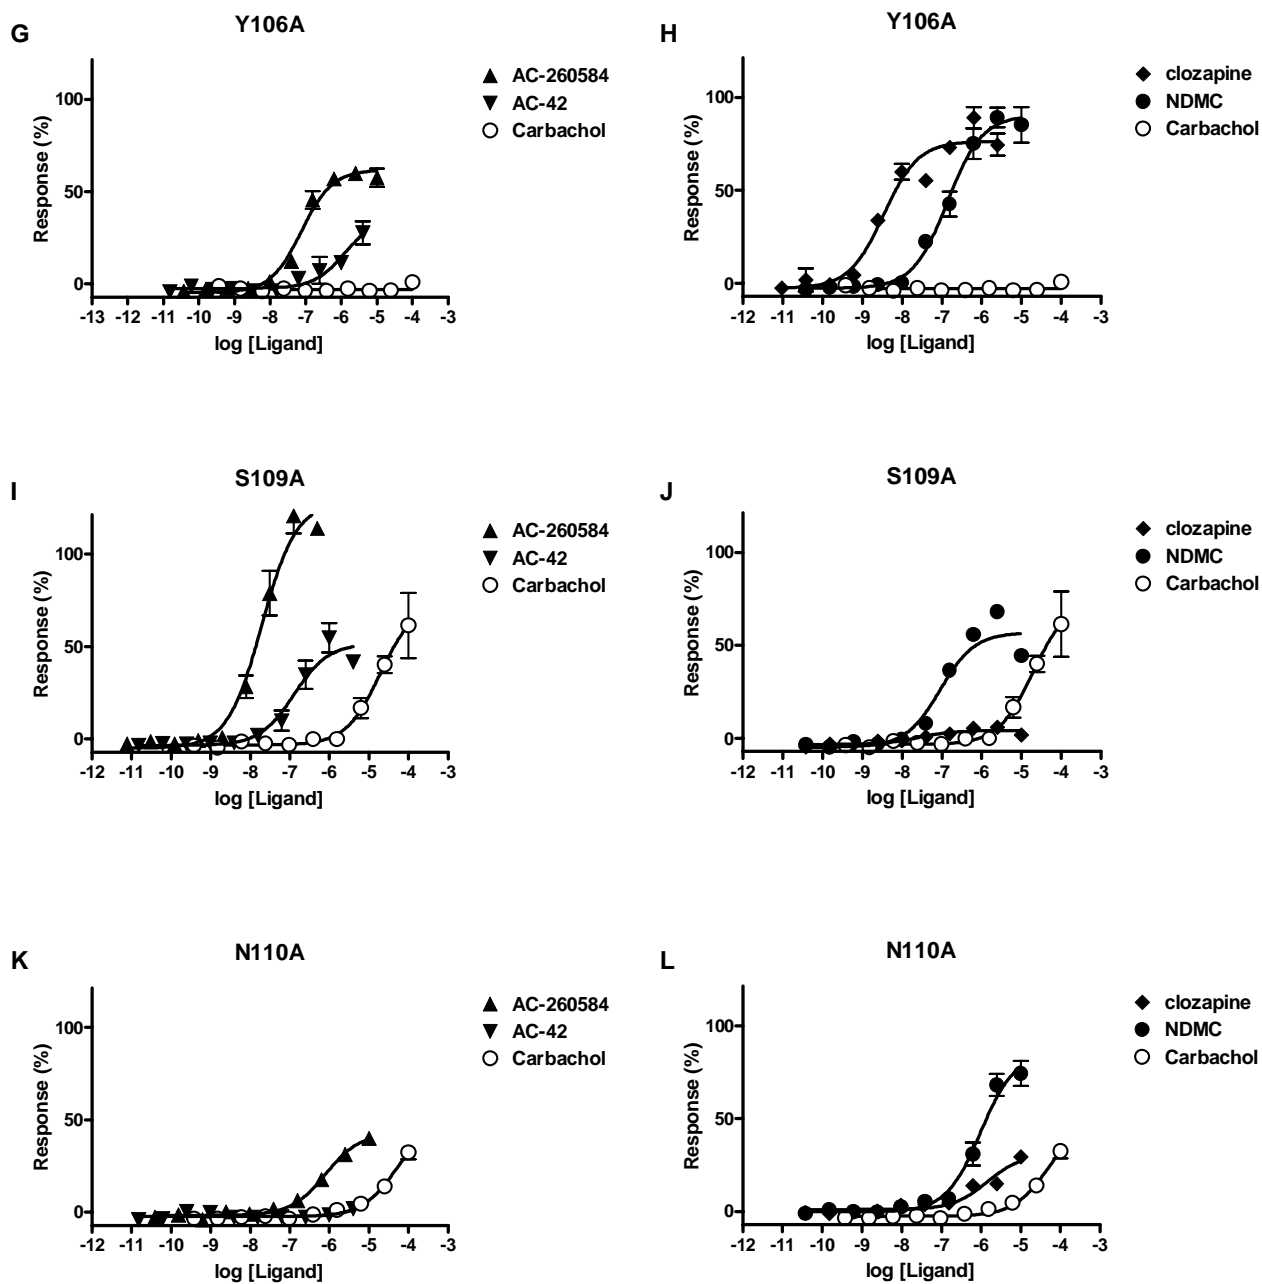 G
Y106A
Response (%)
100
50
0
-13 -12 -11 -10 -9 -8 -7 -6 -5 -4 -3
log [Ligand]
AC-260584
AC-42
Carbachol
H
Y106A
Response (%)
100
50
0
-12 -11 -10 -9 -8 -7 -6 -5 -4 -3
log [Ligand]
clozapine
NDMC
Carbachol
I
S109A
Response (%)
100
50
0
-12 -11 -10 -9 -8 -7 -6 -5 -4 -3
log [Ligand]
AC-260584
AC-42
Carbachol
J
S109A
Response (%)
100
50
0
-12 -11 -10 -9 -8 -7 -6 -5 -4 -3
log [Ligand]
clozapine
NDMC
Carbachol
K
N110A
Response (%)
100
50
0
-12 -11 -10 -9 -8 -7 -6 -5 -4 -3
log [Ligand]
AC-260584
AC-42
Carbachol
L
N110A
Response (%)
100
50
0
-12 -11 -10 -9 -8 -7 -6 -5 -4 -3
log [Ligand]
clozapine
NDMC
Carbachol